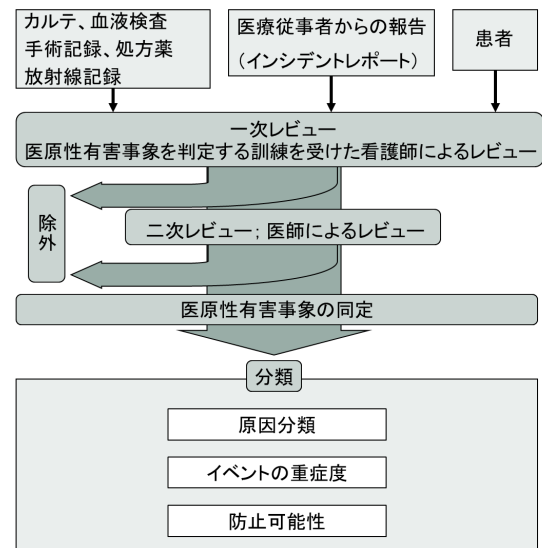 カルテ、血液検査
手術記録、処方薬
放射線記録
医療従事者からの報告
（インシデントレポート）
患者
一次レビュー
医原性有害事象を判定する訓練を受けた看護師によるレビュー
除外
二次レビュー；医師によるレビュー
医原性有害事象の同定
分類
原因分類
イベントの重症度
防止可能性